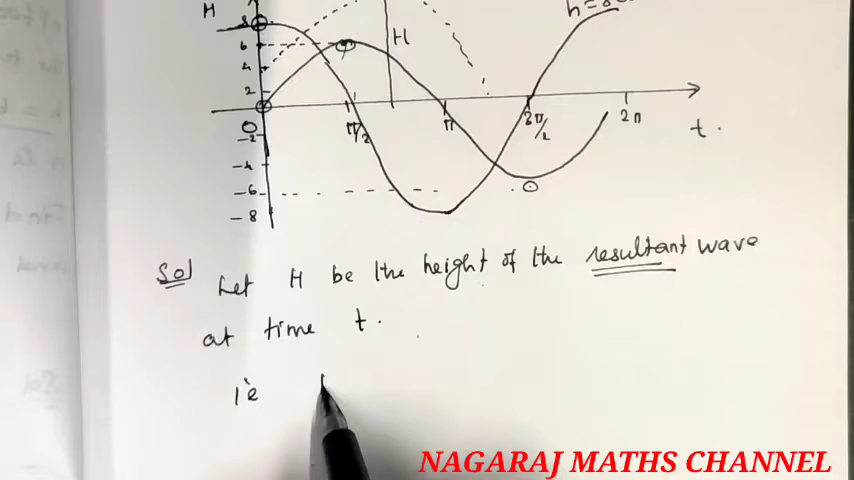 H
h = 8
8
6
H
4
2
O
π/2
π
3π/2
2π
t.
-2
-4
-6
-8
Sol Let H be the height of the resultant wave
at time t.
i.e
NAGARAJ MATHS CHANNEL